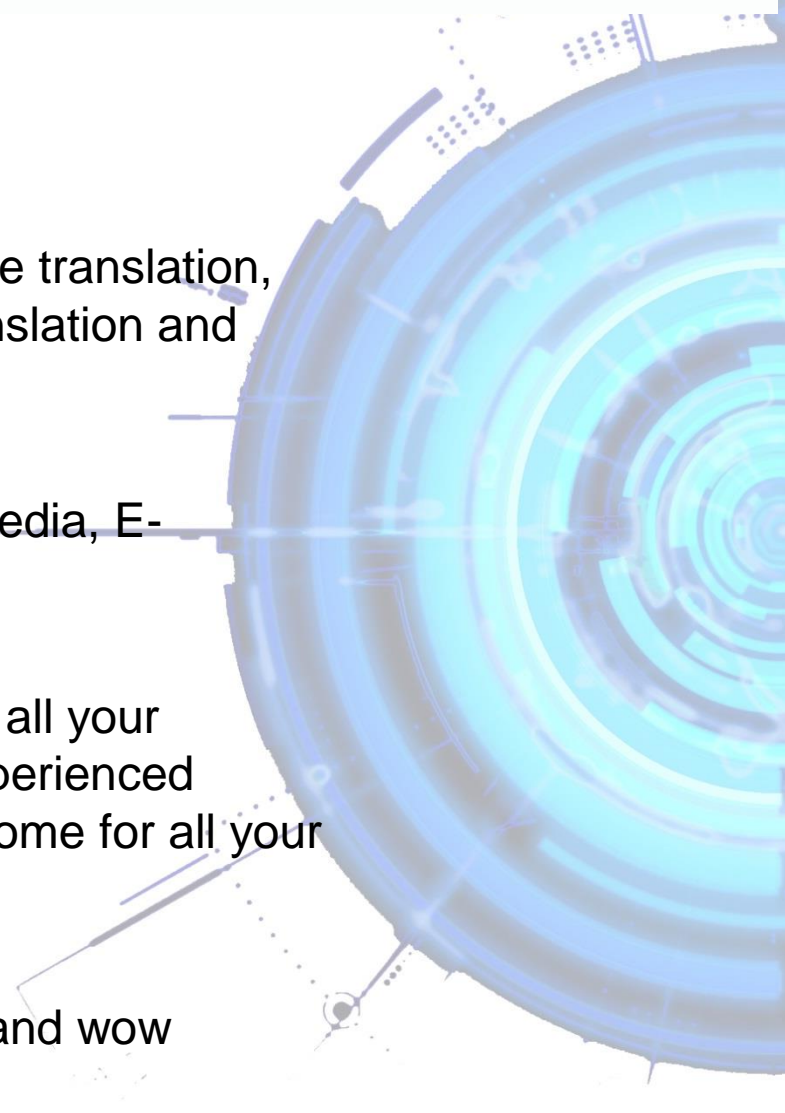 e translation,
nslation and
edia, E-
all your
perienced
ome for all your
and wow